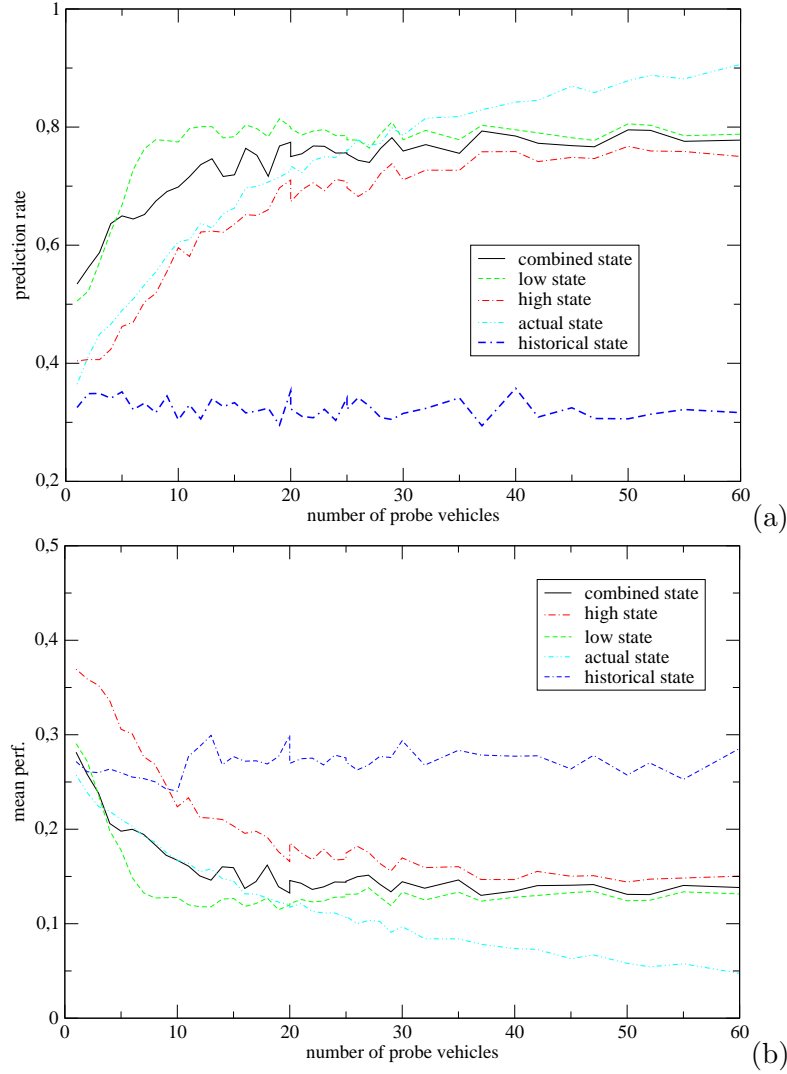 1
0,8
0,6
0,4
0,2
prediction rate
combined state
low state
high state
actual state
historical state
0 10 20 30 40 50 60
number of probe vehicles
(a)
0,5
0,4
0,3
0,2
0,1
0
mean perf.
combined state
high state
low state
actual state
historical state
0 10 20 30 40 50 60
number of probe vehicles
(b)